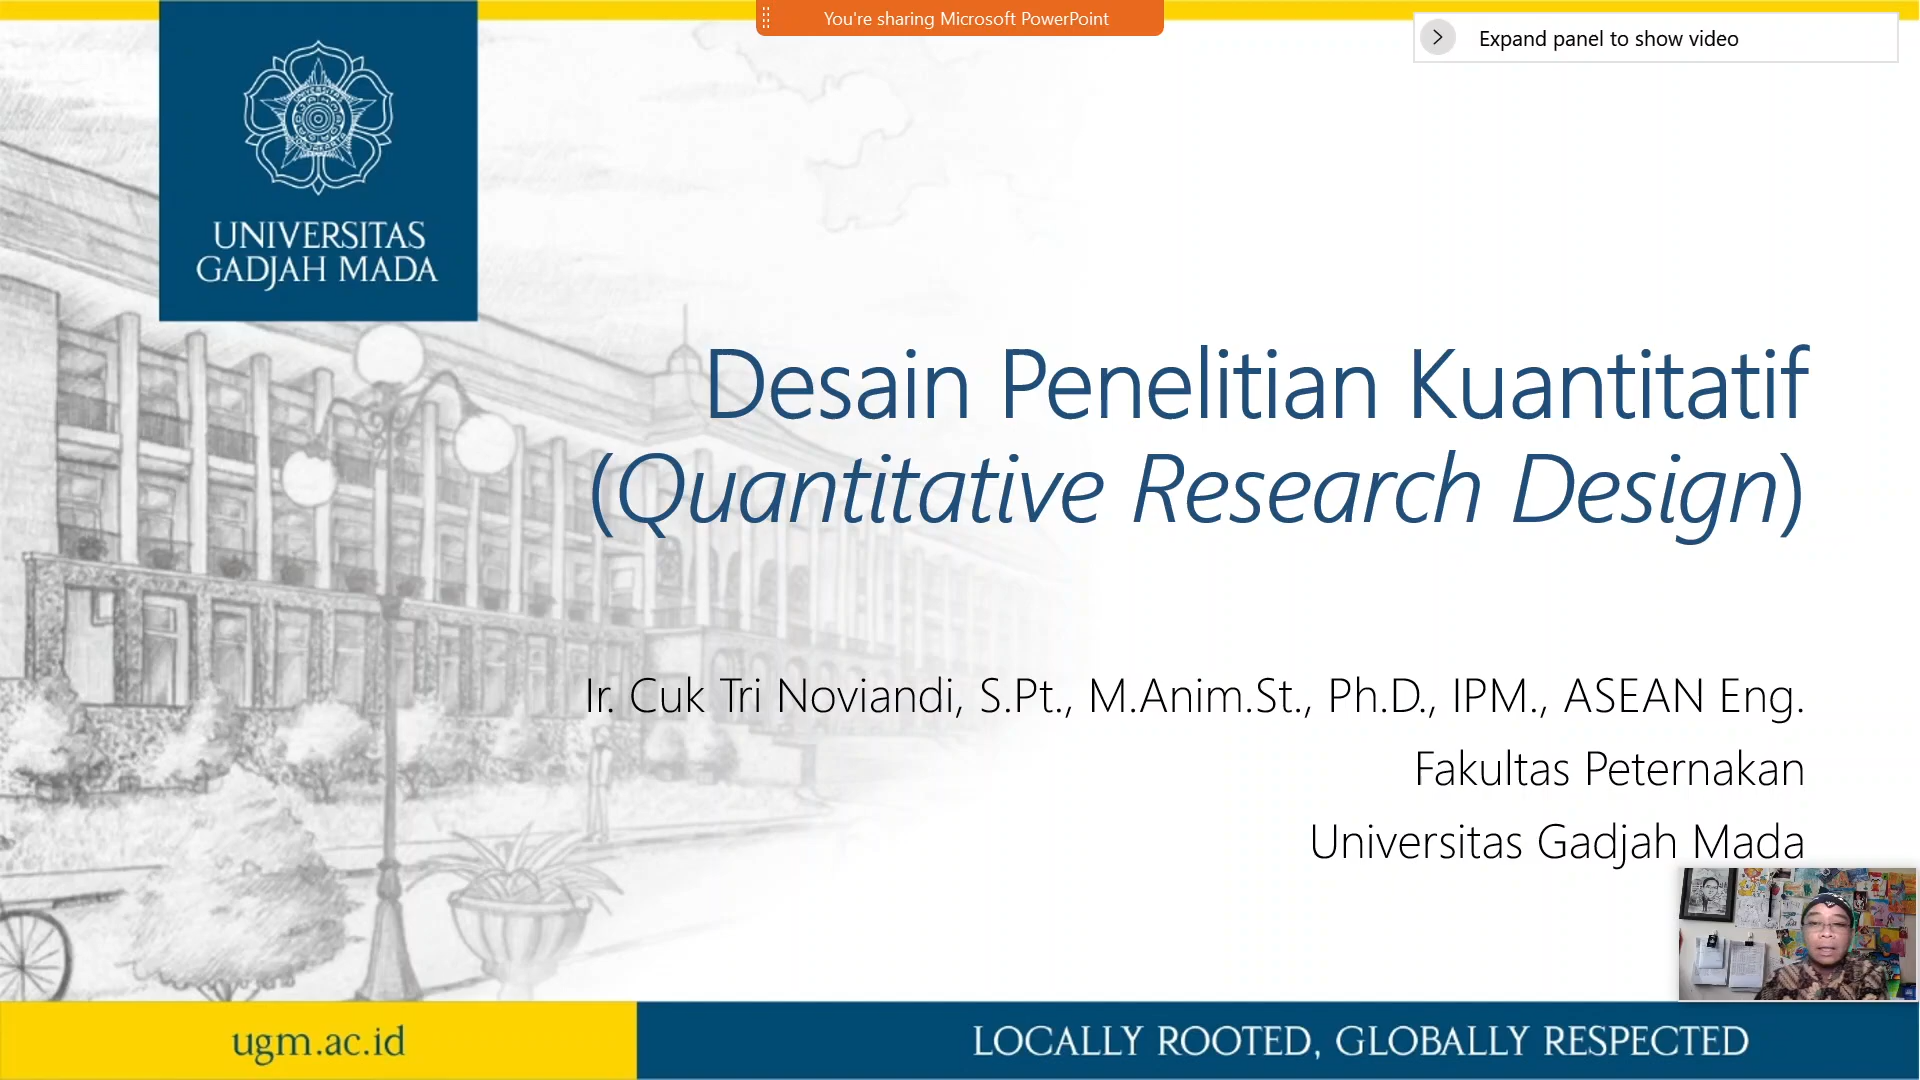 You're sharing Microsoft PowerPoint
Expand panel to show video
UNIVERSITAS
GADJAH MADA
Desain Penelitian Kuantitatif
(Quantitative Research Design)
Ir. Cuk Tri Noviandi, S.Pt., M.Anim.St., Ph.D., IPM., ASEAN Eng.
Fakultas Peternakan
Universitas Gadjah Mada
ugm.ac.id
LOCALLY ROOTED, GLOBALLY RESPECTED